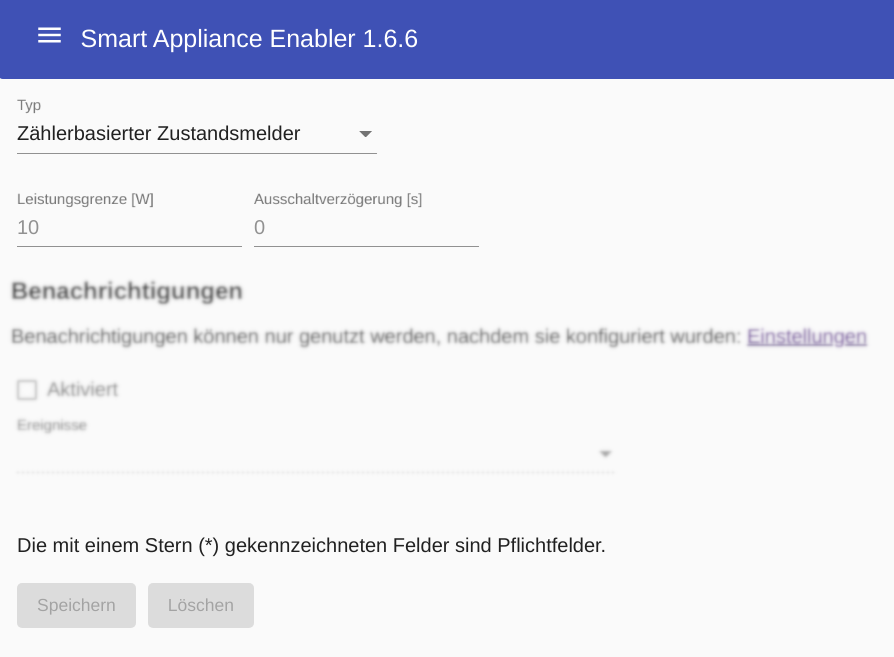 Smart Appliance Enabler 1.6.6
Typ
Zählerbasierter Zustandsmelder
Leistungsgrenze [W] Ausschaltverzögerung [s]
10 0
Benachrichtigungen
Benachrichtigungen können nur genutzt werden, nachdem sie konfiguriert wurden: Einstellungen
Aktiviert
Ereignisse
Die mit einem Stern (*) gekennzeichneten Felder sind Pflichtfelder.
Speichern Löschen